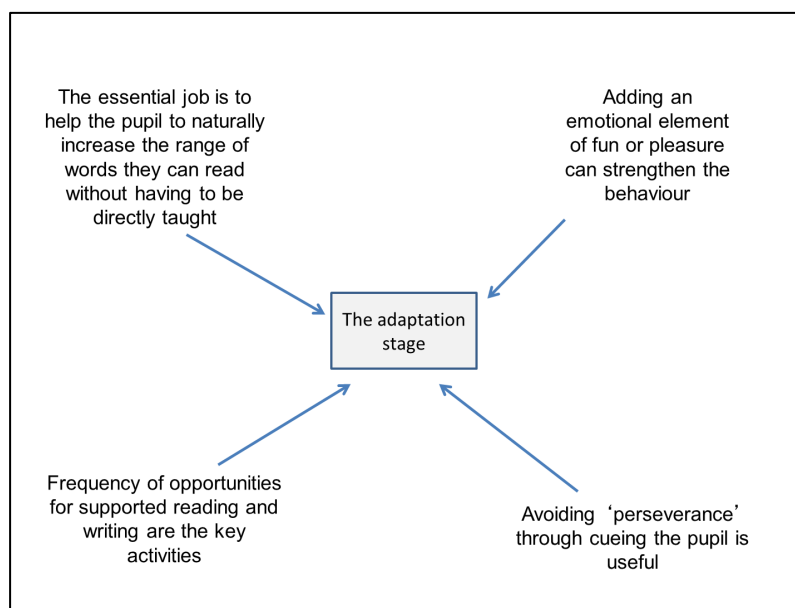 The essential job is to
help the pupil to naturally
increase the range of
words they can read
without having to be
directly taught
Adding an
emotional element
of fun or pleasure
can strengthen the
behaviour
The adaptation
stage
Frequency of opportunities
for supported reading and
writing are the key
activities
Avoiding ‘perseverance’
through cueing the pupil is
useful